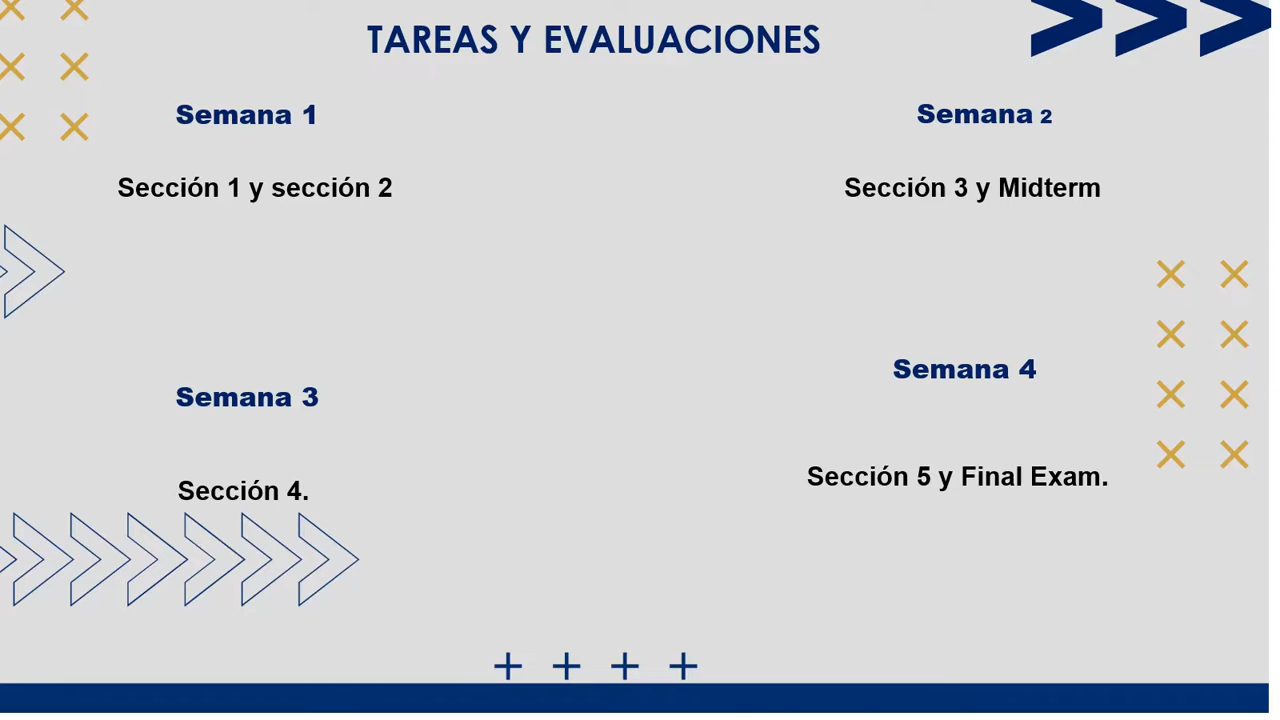 TAREAS Y EVALUACIONES
Semana 1
Semana 2
Sección 1 y sección 2
Sección 3 y Midterm
Semana 3
Semana 4
Sección 4.
Sección 5 y Final Exam.